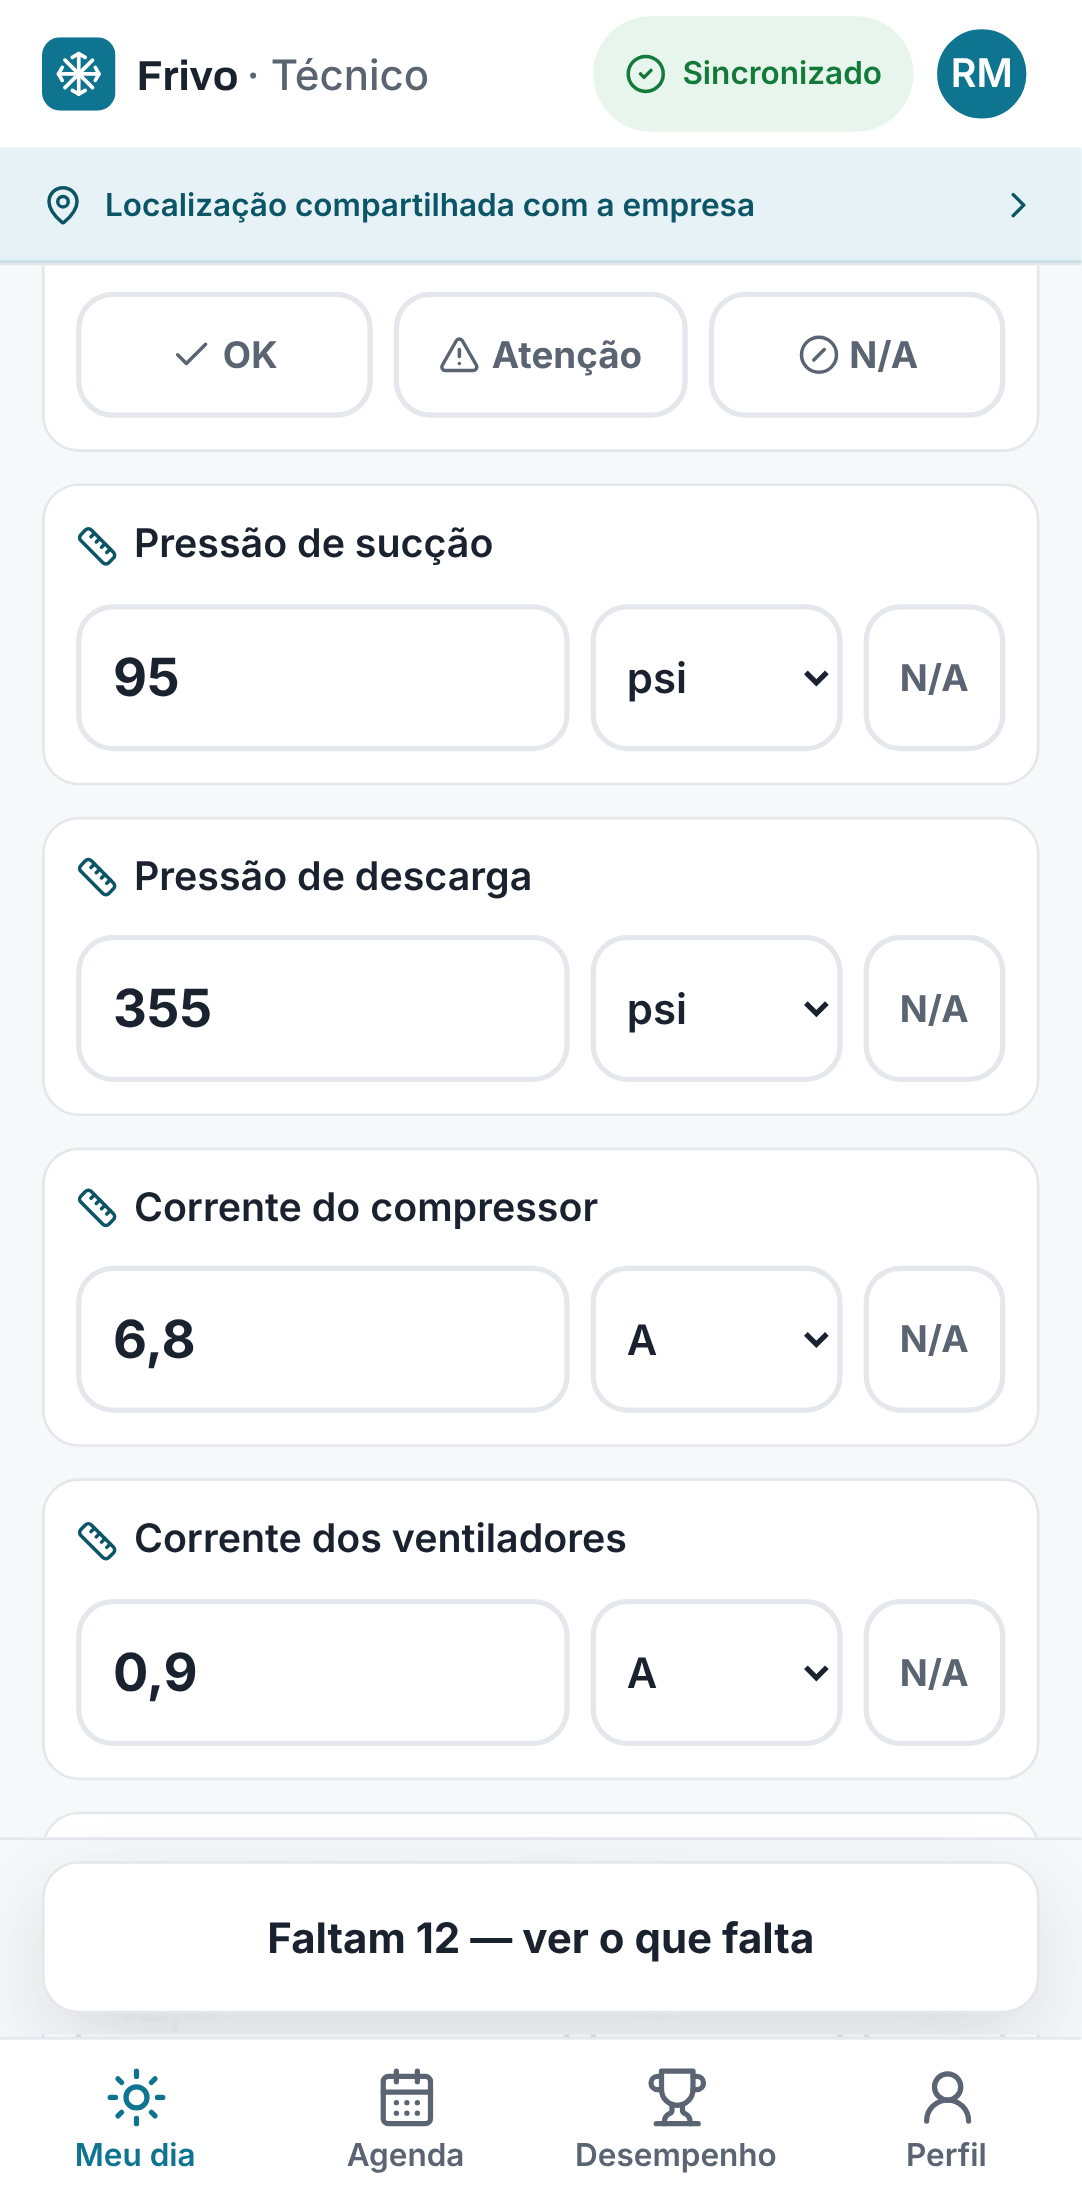 Frivo · Técnico
Sincronizado
RM
Localização compartilhada com a empresa
OK
Atenção
N/A
Pressão de sucção
95
psi
N/A
Pressão de descarga
355
psi
N/A
Corrente do compressor
6,8
A
N/A
Corrente dos ventiladores
0,9
A
N/A
Faltam 12 — ver o que falta
Meu dia
Agenda
Desempenho
Perfil